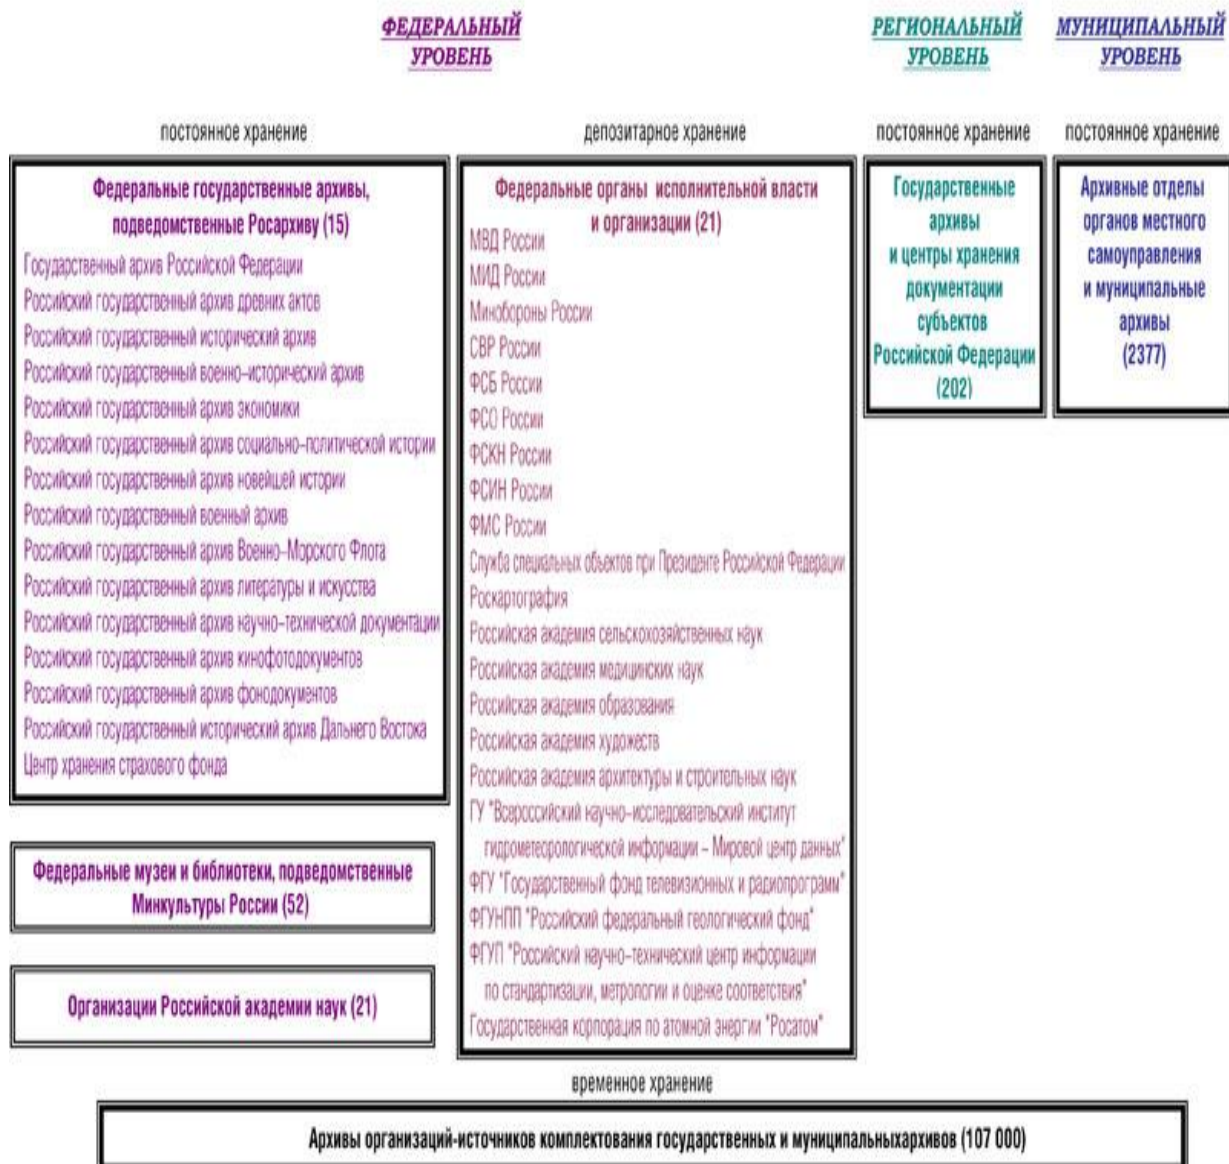 ФЕДЕРАЛЬНЫЙ
УРОВЕНЬ
РЕГИОНАЛЬНЫЙ
УРОВЕНЬ
МУНИЦИПАЛЬНЫЙ
УРОВЕНЬ
постоянное хранение
Федеральные государственные архивы,
подведомственные Росархиву (15)
Государственный архив Российской Федерации
Российский государственный архив древних актов
Российский государственный исторический архив
Российский государственный военно-исторический архив
Российский государственный архив экономики
Российский государственный архив социально-политической истории
Российский государственный архив новейшей истории
Российский государственный военный архив
Российский государственный архив Военно-Морского Флота
Российский государственный архив литературы и искусства
Российский государственный архив научно-технической документации
Российский государственный архив кинофотодокументов
Российский государственный архив фонодокументов
Российский государственный исторический архив Дальнего Востока
Центр хранения страхового фонда
Федеральные музеи и библиотеки, подведомственные
Минкультуры России (52)
Организации Российской академии наук (21)
депозитарное хранение
Федеральные органы исполнительной власти
и организации (21)
МВД России
МИД России
Минобороны России
СВР России
ФСБ России
ФСО России
ФСКН России
ФСИН России
ФМС России
Служба специальных объектов при Президенте Российской Федерации
Роскартография
Российская академия сельскохозяйственных наук
Российская академия медицинских наук
Российская академия образования
Российская академия художеств
Российская академия архитектуры и строительных наук
ГУ "Всероссийский научно-исследовательский институт
гидрометеорологической информации – Мировой центр данных"
ФГУ "Государственный фонд телевизионных и радиопрограмм"
ФГУНПП "Российский федеральный геологический фонд"
ФГУП "Российский научно-технический центр информации
по стандартизации, метрологии и оценке соответствия"
Государственная корпорация по атомной энергии "Росатом"
постоянное хранение
Государственные
архивы
и центры хранения
документации
субъектов
Российской Федерации
(202)
постоянное хранение
Архивные отделы
органов местного
самоуправления
и муниципальные
архивы
(2377)
временное хранение
Архивы организаций-источников комплектования государственных и муниципальныхархивов (107 000)